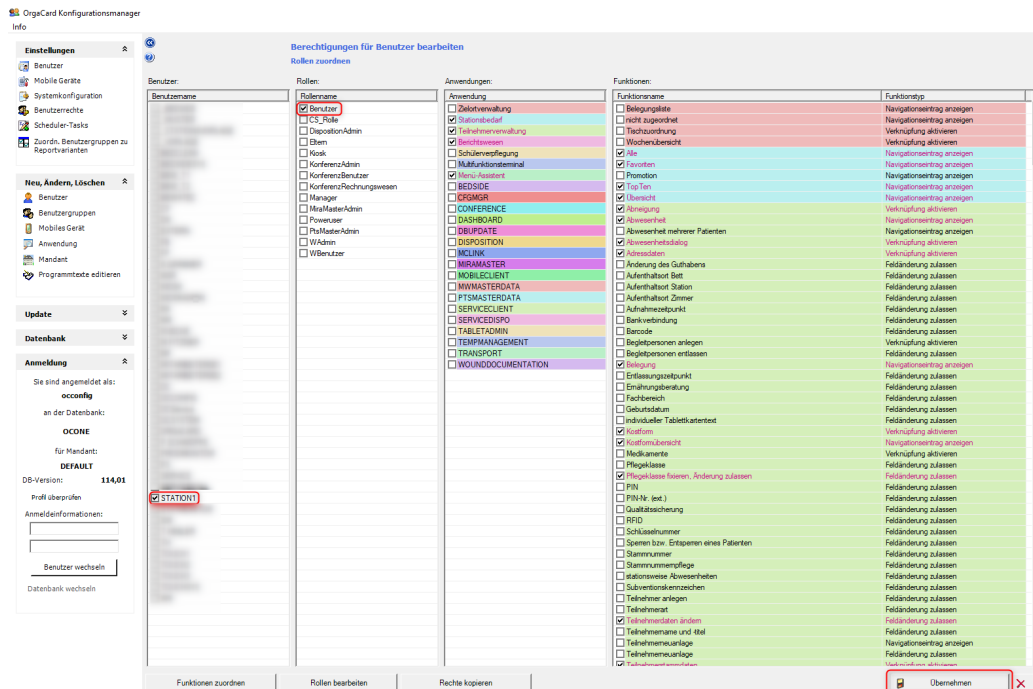 OrgaCard Konfigurationsmanager
Info
Einstellungen
Benutzer
Mobile Geräte
Systemkonfiguration
Benutzerrechte
Scheduler-Tasks
Zuordn. Benutzergruppen zu
Reportvarianten
Neu, Ändern, Löschen
Benutzer
Benutzergruppen
Mobiles Gerät
Anwendung
Mandant
Programmtexte editieren
Update
Datenbank
Anmeldung
Sie sind angemeldet als:
occonfig
an der Datenbank:
OCONE
für Mandant:
DEFAULT
DB-Version: 114,01
Profil überprüfen
Anmeldeinformationen:
Benutzer wechseln
Datenbank wechseln
Berechtigungen für Benutzer bearbeiten
Rollen zuordnen
Benutzer:
Benutzername
STATION1
Rollen:
Rollenname
Benutzer
CS_Rolle
DispositionAdmin
Eltern
Kiosk
KonferenzAdmin
KonferenzBenutzer
KonferenzRechnungswesen
Manager
MiraMasterAdmin
Poweruser
PtsMasterAdmin
WAdmin
WBenutzer
Anwendungen:
Anwendung
Zielortverwaltung
Stationsbedarf
Teilnehmerverwaltung
Berichtswesen
Schülerverpflegung
Multifunktionsterminal
Menü-Assistent
BEDSIDE
CFGMGR
CONFERENCE
DASHBOARD
DBUPDATE
DISPOSITION
MCLINK
MIRAMASTER
MOBILECLIENT
MWMASTERDATA
PTSMASTERDATA
SERVICECLIENT
SERVICEDISPO
TABLETADMIN
TEMPMANAGEMENT
TRANSPORT
WOUNDDOCUMENTATION
Funktionen:
Funktionsname Funktionstyp
Belegungsliste Navigationseintrag anzeigen
nicht zugeordnet Navigationseintrag anzeigen
Tischzuordnung Verknüpfung aktivieren
Wochenübersicht Verknüpfung aktivieren
Alle Navigationseintrag anzeigen
Favoriten Navigationseintrag anzeigen
Promotion Navigationseintrag anzeigen
TopTen Navigationseintrag anzeigen
Übersicht Navigationseintrag anzeigen
Abneigung Verknüpfung aktivieren
Abwesenheit Navigationseintrag anzeigen
Abwesenheit mehrerer Patienten Navigationseintrag anzeigen
Abwesenheitsdialog Verknüpfung aktivieren
Adressdaten Verknüpfung aktivieren
Änderung des Guthabens Feldänderung zulassen
Aufenthaltsort Bett Feldänderung zulassen
Aufenthaltsort Station Feldänderung zulassen
Aufenthaltsort Zimmer Feldänderung zulassen
Aufnahmezeitpunkt Feldänderung zulassen
Bankverbindung Feldänderung zulassen
Barcode Feldänderung zulassen
Begleitpersonen anlegen Verknüpfung aktivieren
Begleitpersonen entlassen Feldänderung zulassen
Belegung Navigationseintrag anzeigen
Entlassungszeitpunkt Feldänderung zulassen
Ernährungsberatung Feldänderung zulassen
Fachbereich Feldänderung zulassen
Geburtsdatum Feldänderung zulassen
individueller Tablettkartentext Feldänderung zulassen
Kostform Verknüpfung aktivieren
Kostformübersicht Navigationseintrag anzeigen
Medikamente Verknüpfung aktivieren
Pflegeklasse Feldänderung zulassen
Pflegeklasse fixieren, Änderung zulassen Feldänderung zulassen
PIN Feldänderung zulassen
PIN-Nr. (ext.) Feldänderung zulassen
Qualitätssicherung Feldänderung zulassen
RFID Feldänderung zulassen
Schlüsselnummer Feldänderung zulassen
Sperren bzw. Entsperren eines Patienten Feldänderung zulassen
Stammnummer Feldänderung zulassen
Stammnummernpflege Feldänderung zulassen
stationsweise Abwesenheiten Feldänderung zulassen
Subventionskennzeichen Feldänderung zulassen
Teilnehmer anlegen Feldänderung zulassen
Teilnehmerart Feldänderung zulassen
Teilnehmerdaten ändern Feldänderung zulassen
Teilnehmername und -titel Feldänderung zulassen
Teilnehmerneuanlage Navigationseintrag anzeigen
Teilnehmerneuanlage Feldänderung zulassen
Teilnehmerstammdaten Verknüpfung aktivieren
Funktionen zuordnen
Rollen bearbeiten
Rechte kopieren
Übernehmen